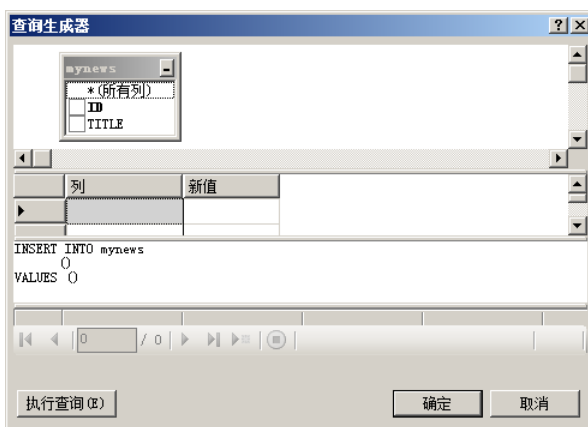 查询生成器
mynews
*(所有列)
ID
TITLE
列 新值
INSERT INTO mynews
()
VALUES ()
0 / 0
执行查询(R) 确定 取消